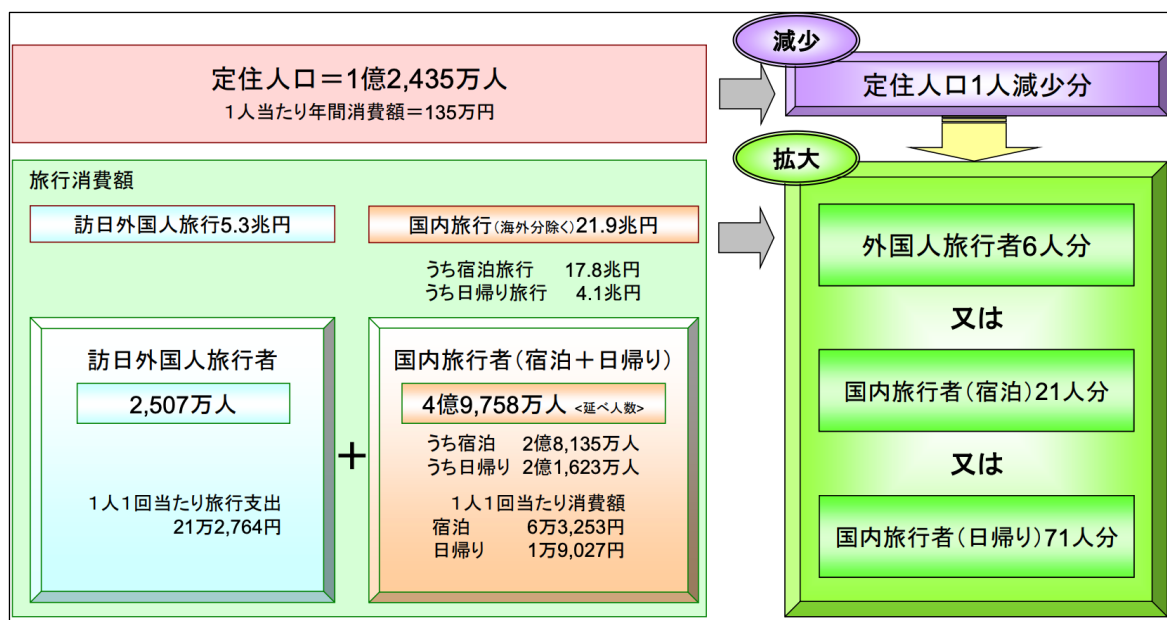 定住人口＝1億2,435万人
１人当たり年間消費額＝135万円
減少
定住人口1人減少分
旅行消費額
訪日外国人旅行5.3兆円
国内旅行(海外分除く)21.9兆円
うち宿泊旅行 17.8兆円
うち日帰り旅行 4.1兆円
訪日外国人旅行者
2,507万人
１人１回当たり旅行支出
21万2,764円
＋
国内旅行者(宿泊＋日帰り)
4億9,758万人 <延べ人数>
うち宿泊 2億8,135万人
うち日帰り 2億1,623万人
１人１回当たり消費額
宿泊 6万3,253円
日帰り 1万9,027円
拡大
外国人旅行者6人分
又は
国内旅行者(宿泊)21人分
又は
国内旅行者(日帰り)71人分